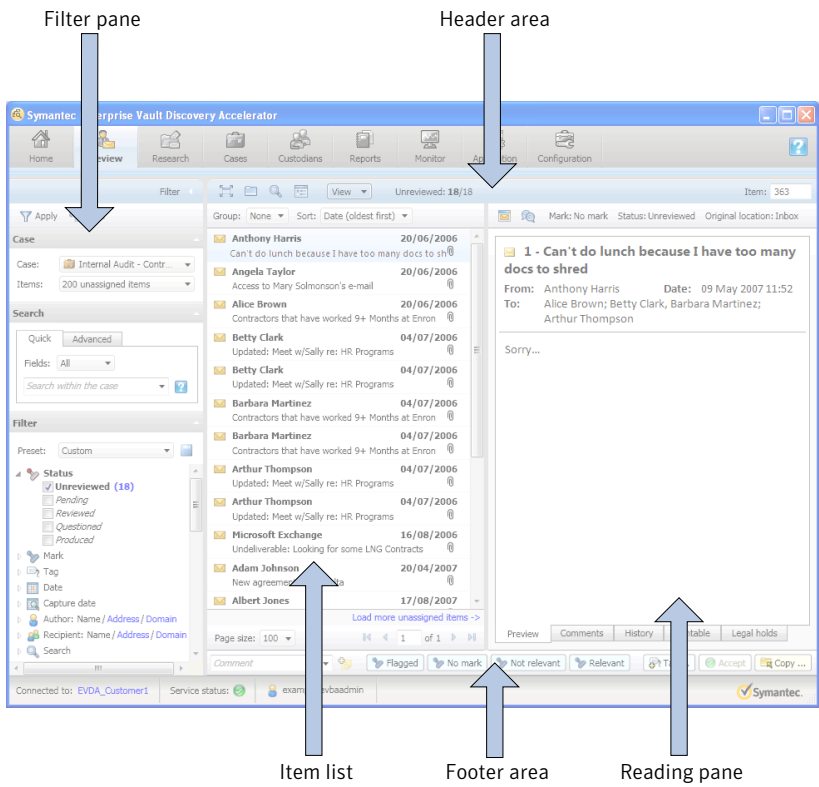 Filter pane
Header area
Symantec Enterprise Vault Discovery Accelerator
Home
Review
Research
Cases
Custodians
Reports
Monitor
Application
Configuration
Filter
View
Unreviewed: 18/18
Item: 363
Apply
Group: None
Sort: Date (oldest first)
Mark: No mark Status: Unreviewed Original location: Inbox
Case
Case: Internal Audit - Contr...
Items: 200 unassigned items
Search
Quick
Advanced
Fields: All
Search within the case
Filter
Preset: Custom
Status
Unreviewed (18)
Pending
Reviewed
Questioned
Produced
Mark
Tag
Date
Capture date
Author: Name / Address / Domain
Recipient: Name / Address / Domain
Search
Anthony Harris 20/06/2006
Can't do lunch because I have too many docs to sh
Angela Taylor 20/06/2006
Access to Mary Solmonson's e-mail
Alice Brown 20/06/2006
Contractors that have worked 9+ Months at Enron
Betty Clark 04/07/2006
Updated: Meet w/Sally re: HR Programs
Betty Clark 04/07/2006
Updated: Meet w/Sally re: HR Programs
Barbara Martinez 04/07/2006
Contractors that have worked 9+ Months at Enron
Barbara Martinez 04/07/2006
Contractors that have worked 9+ Months at Enron
Arthur Thompson 04/07/2006
Updated: Meet w/Sally re: HR Programs
Arthur Thompson 04/07/2006
Updated: Meet w/Sally re: HR Programs
Microsoft Exchange 16/08/2006
Undeliverable: Looking for some LNG Contracts
Adam Johnson 20/04/2007
New agreement
Albert Jones 17/08/2007
Load more unassigned items ->
Page size: 100
1 of 1
1 - Can't do lunch because I have too many
docs to shred
From: Anthony Harris Date: 09 May 2007 11:52
To: Alice Brown; Betty Clark, Barbara Martinez;
Arthur Thompson
Sorry...
Preview
Comments
History
Legal holds
Comment
Flagged
No mark
Not relevant
Relevant
Accept
Copy ...
Connected to: EVDA_Customer1
Service status:
Symantec.
Item list
Footer area
Reading pane